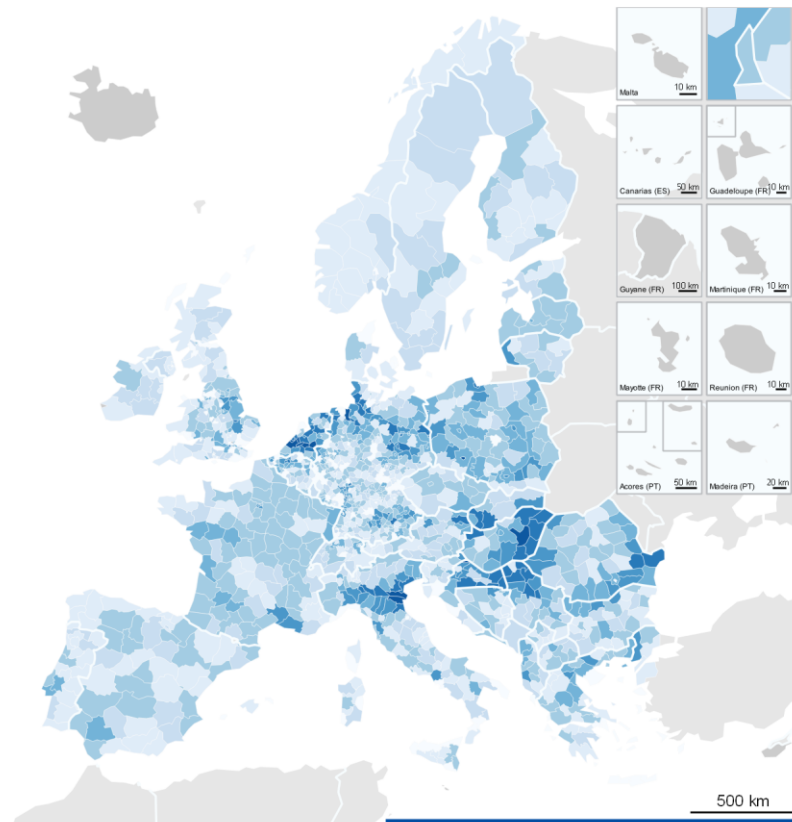 Malta
10 km
Canarias (ES)
50 km
Guadeloupe (FR)
10 km
Guyane (FR)
100 km
Martinique (FR)
10 km
Mayotte (FR)
10 km
Reunion (FR)
10 km
Acores (PT)
50 km
Madeira (PT)
20 km
500 km